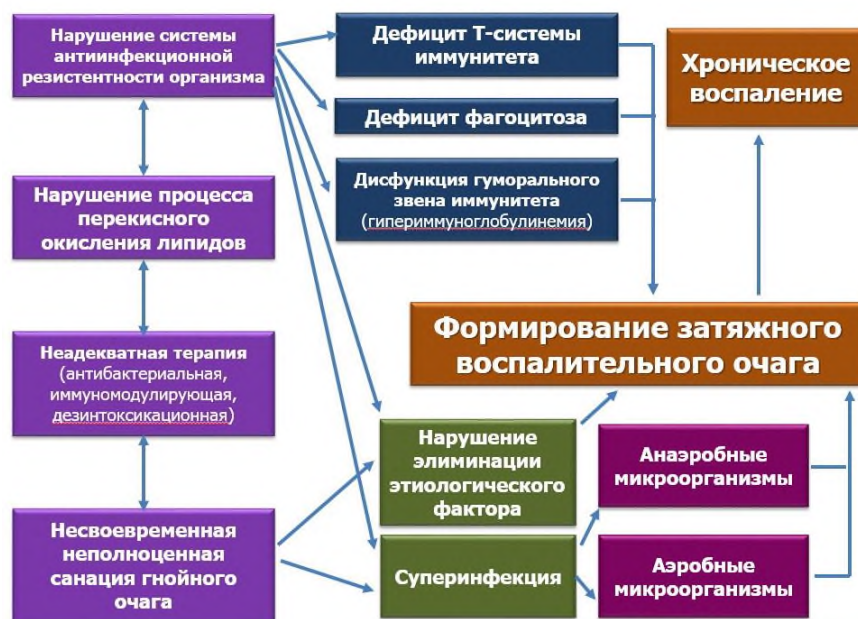 Нарушение системы
антиинфекционной
резистентности организма
Нарушение процесса
перекисного
окисления липидов
Неадекватная терапия
(антибактериальная,
иммуномодулирующая,
дезинтоксикационная)
Несвоевременная
неполноценная
санация гнойного
очага
Дефицит Т-системы
иммунитета
Дефицит фагоцитоза
Дисфункция гуморального
звена иммунитета
(гипериммуноглобулинемия)
Хроническое
воспаление
Формирование затяжного
воспалительного очага
Нарушение
элиминации
этиологического
фактора
Суперинфекция
Анаэробные
микроорганизмы
Аэробные
микроорганизмы